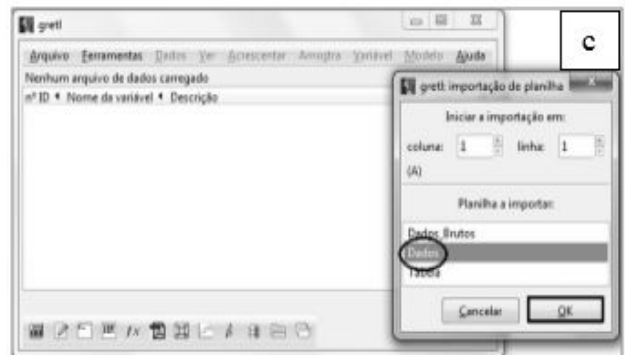 gretl
c
Arquivo Ferramentas Dados Ver Acrescentar Amostra Variável Modelo Ajuda
Nenhum arquivo de dados carregado
nº ID Nome da variável Descrição
gretl: importação de planilha
Iniciar a importação em:
coluna: 1 linha: 1
(A)
Planilha a importar:
Dados_Brutos
Dados
Tabela
Cancelar OK